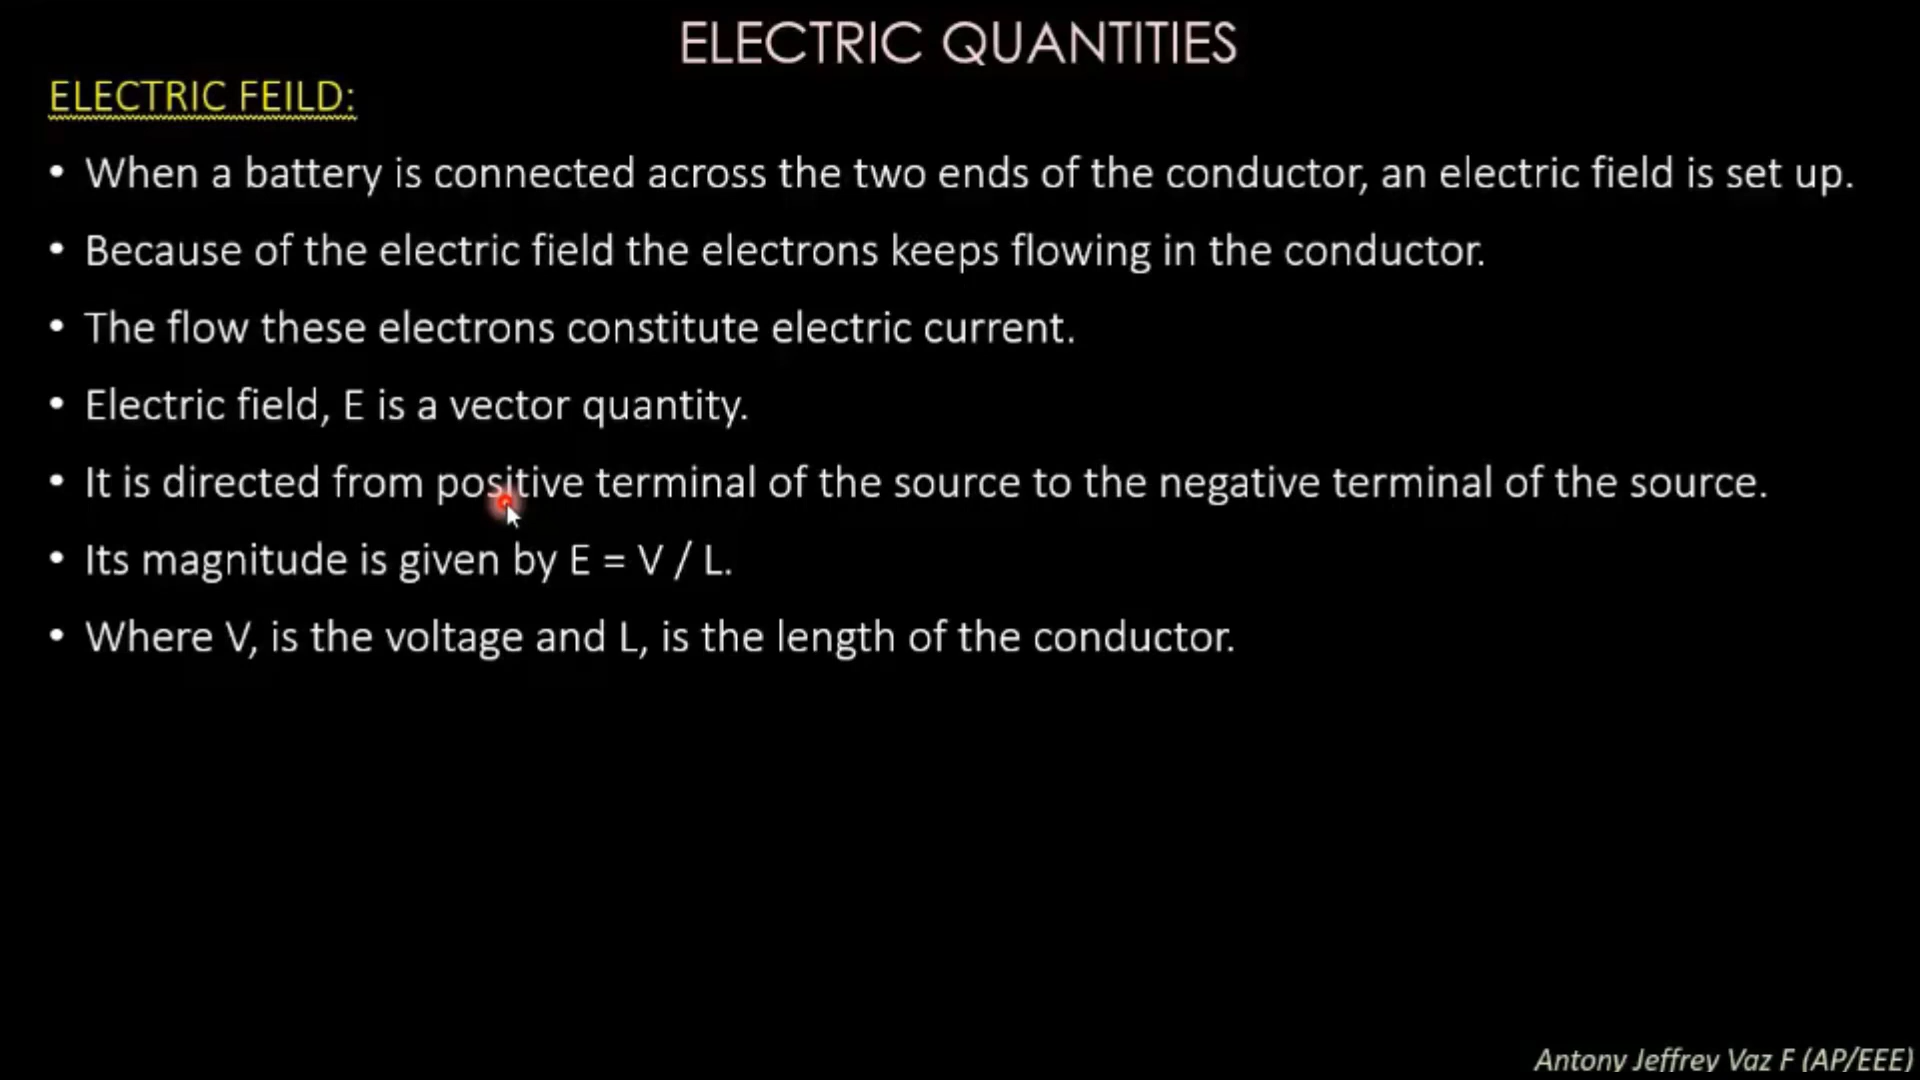 ELECTRIC QUANTITIES
ELECTRIC FEILD:
• When a battery is connected across the two ends of the conductor, an electric field is set up.
• Because of the electric field the electrons keeps flowing in the conductor.
• The flow these electrons constitute electric current.
• Electric field, E is a vector quantity.
• It is directed from positive terminal of the source to the negative terminal of the source.
• Its magnitude is given by E = V / L.
• Where V, is the voltage and L, is the length of the conductor.
Antony Jeffrey Vaz F (AP/EEE)